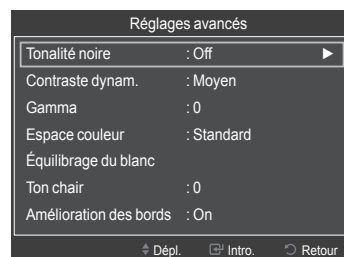 Réglages avancés
Tonalité noire : Off
Contraste dynam. : Moyen
Gamma : 0
Espace couleur : Standard
Équilibrage du blanc
Ton chair : 0
Amélioration des bords : On
Dépl. Intro. Retour